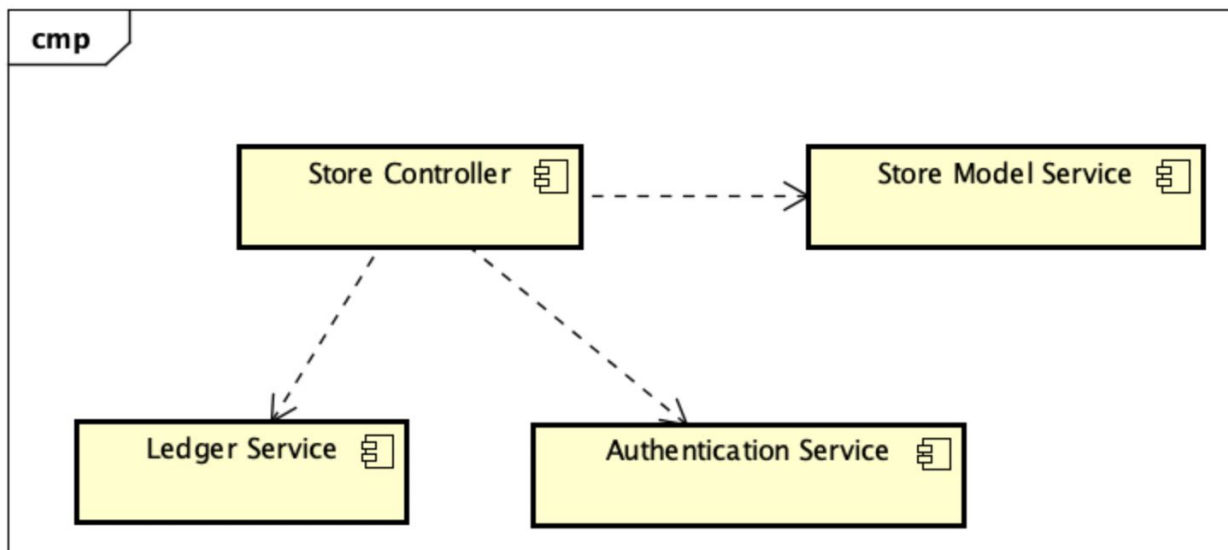 cmp
Store Controller
Store Model Service
Ledger Service
Authentication Service